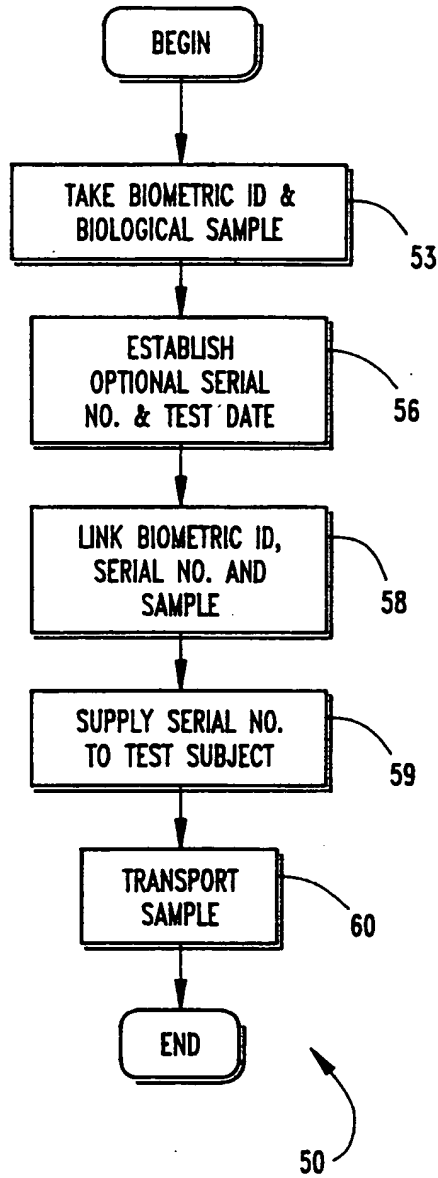 BEGIN
TAKE BIOMETRIC ID &
BIOLOGICAL SAMPLE
53
ESTABLISH
OPTIONAL SERIAL
NO. & TEST DATE
56
LINK BIOMETRIC ID,
SERIAL NO. AND
SAMPLE
58
SUPPLY SERIAL NO.
TO TEST SUBJECT
59
TRANSPORT
SAMPLE
60
END
50